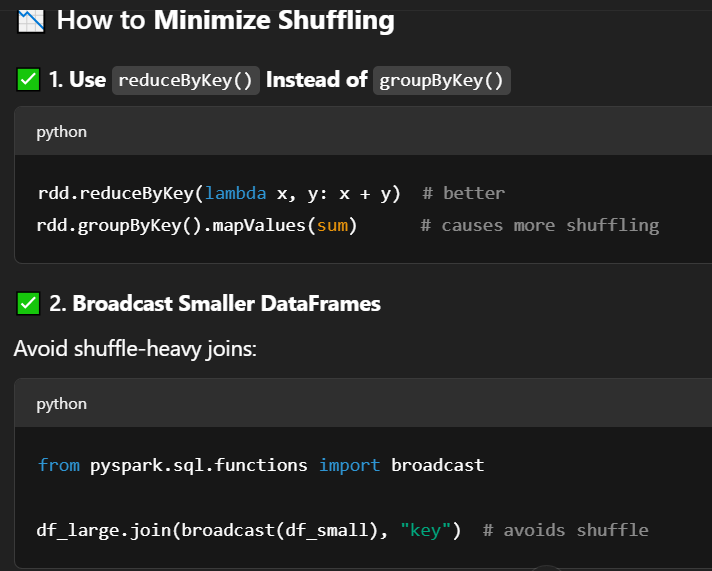 📉 How to Minimize Shuffling
✅ 1. Use reduceByKey() Instead of groupByKey()
python
rdd.reduceByKey(lambda x, y: x + y)  # better
rdd.groupByKey().mapValues(sum)      # causes more shuffling
✅ 2. Broadcast Smaller DataFrames
Avoid shuffle-heavy joins:
python
from pyspark.sql.functions import broadcast
df_large.join(broadcast(df_small), "key")  # avoids shuffle